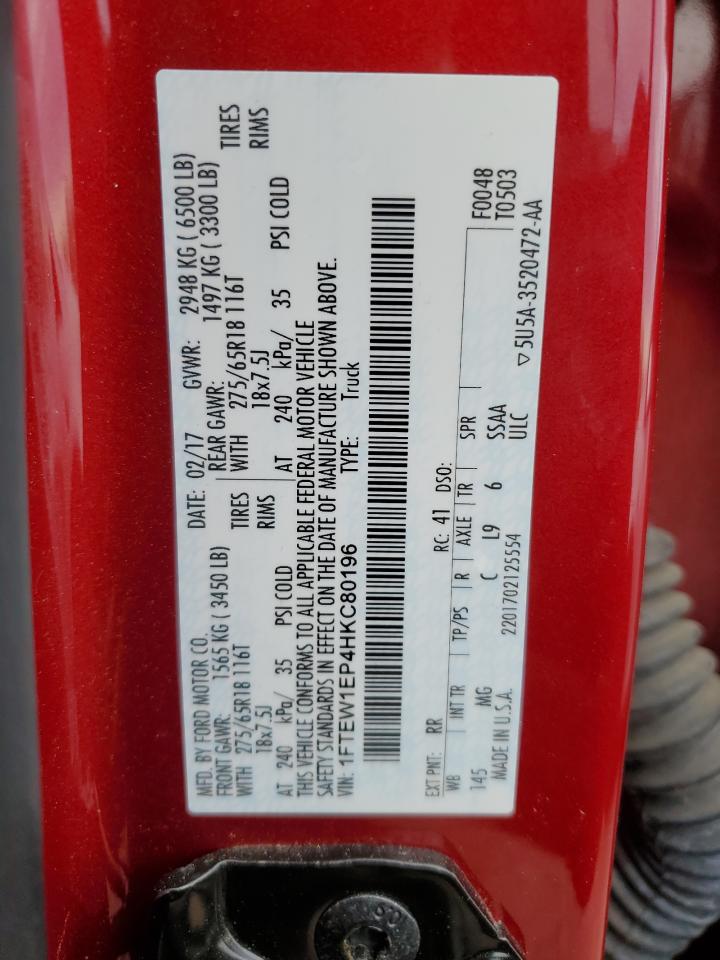 MFD. BY FORD MOTOR CO. DATE: 02/17 GVWR: 2948 KG ( 6500 LB)
FRONT GAWR: 1565 KG ( 3450 LB) REAR GAWR: 1497 KG ( 3300 LB)
WITH 275/65R18 116T TIRES WITH 275/65R18 116T TIRES
18x7.5J RIMS 18x7.5J RIMS
AT 240 kPa/ 35 PSI COLD AT 240 kPa/ 35 PSI COLD
THIS VEHICLE CONFORMS TO ALL APPLICABLE FEDERAL MOTOR VEHICLE
SAFETY STANDARDS IN EFFECT ON THE DATE OF MANUFACTURE SHOWN ABOVE.
VIN: 1FTEW1EP4HKC80196 TYPE: Truck
EXT PNT: RR RC: 41 DSO:
WB INT TR TP/PS R AXLE TR SPR F0048
145 MG C L9 6 SSAA T0503
MADE IN U.S.A. 2201702125554 ULC
▽ 5U5A-3520472-AA